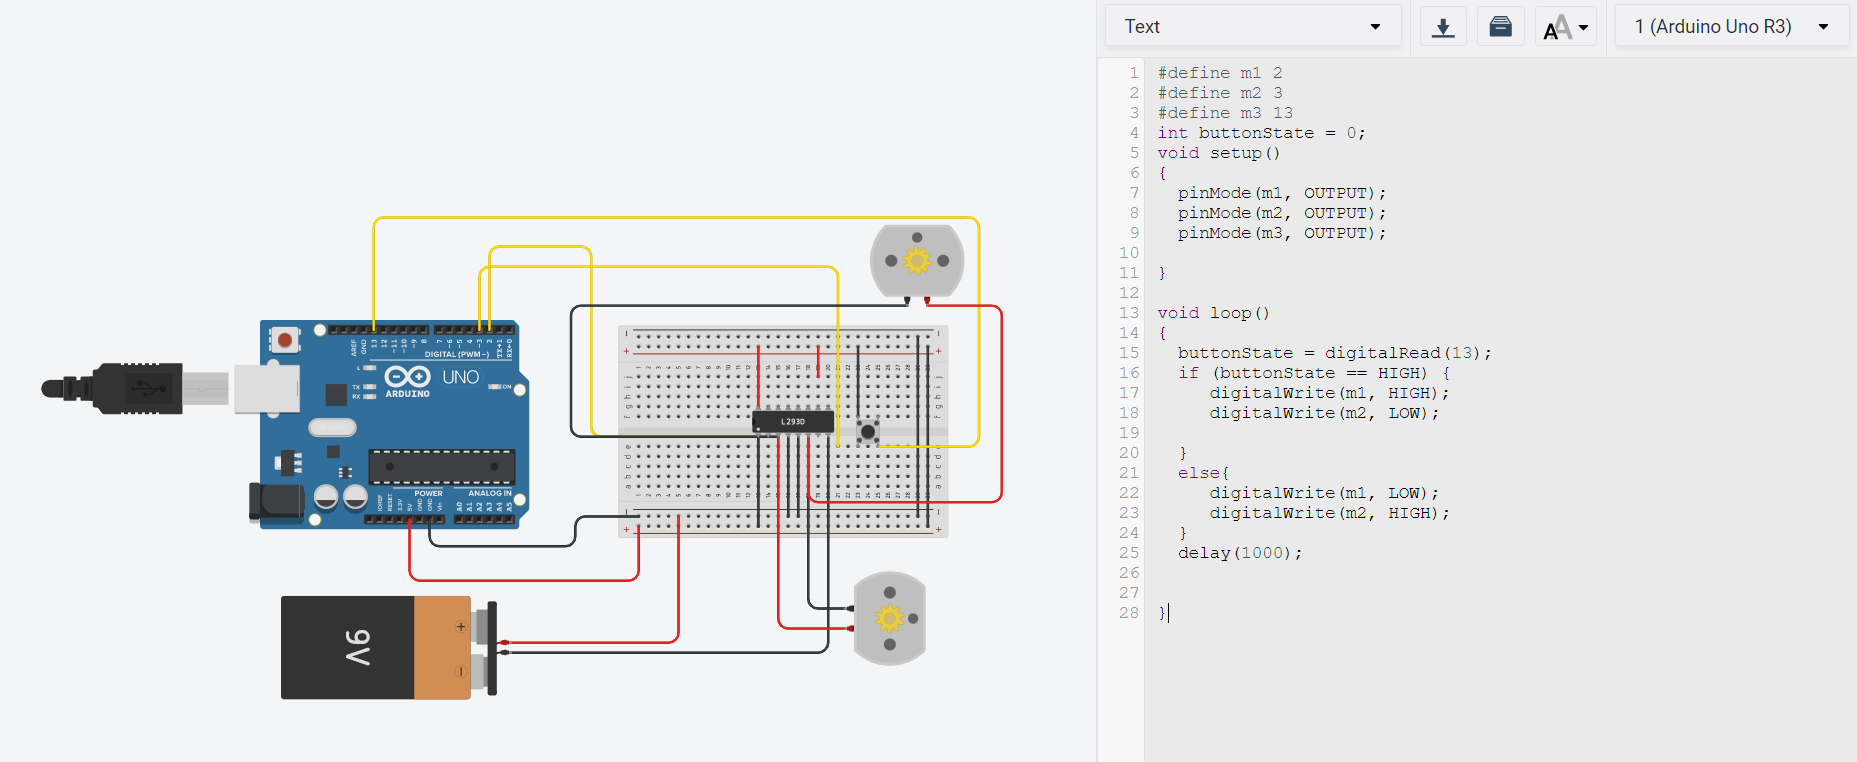 Text
1 (Arduino Uno R3)
1 #define m1 2
2 #define m2 3
3 #define m3 13
4 int buttonState = 0;
5 void setup()
6 {
7 pinMode(m1, OUTPUT);
8 pinMode(m2, OUTPUT);
9 pinMode(m3, OUTPUT);
10
11 }
12
13 void loop()
14 {
15 buttonState = digitalRead(13);
16 if (buttonState == HIGH) {
17 digitalWrite(m1, HIGH);
18 digitalWrite(m2, LOW);
19
20 }
21 else{
22 digitalWrite(m1, LOW);
23 digitalWrite(m2, HIGH);
24 }
25 delay(1000);
26
27
28 }
AREF
GND
13
12
~11
~10
~9
8
7
~6
~5
4
~3
2
TX→1
RX←0
DIGITAL (PWM~)
L
TX
RX
UNO
ON
ARDUINO
POWER
ANALOG IN
IOREF
RESET
3.3V
5V
GND
GND
Vin
A0
A1
A2
A3
A4
A5
L293D
9V
+
−